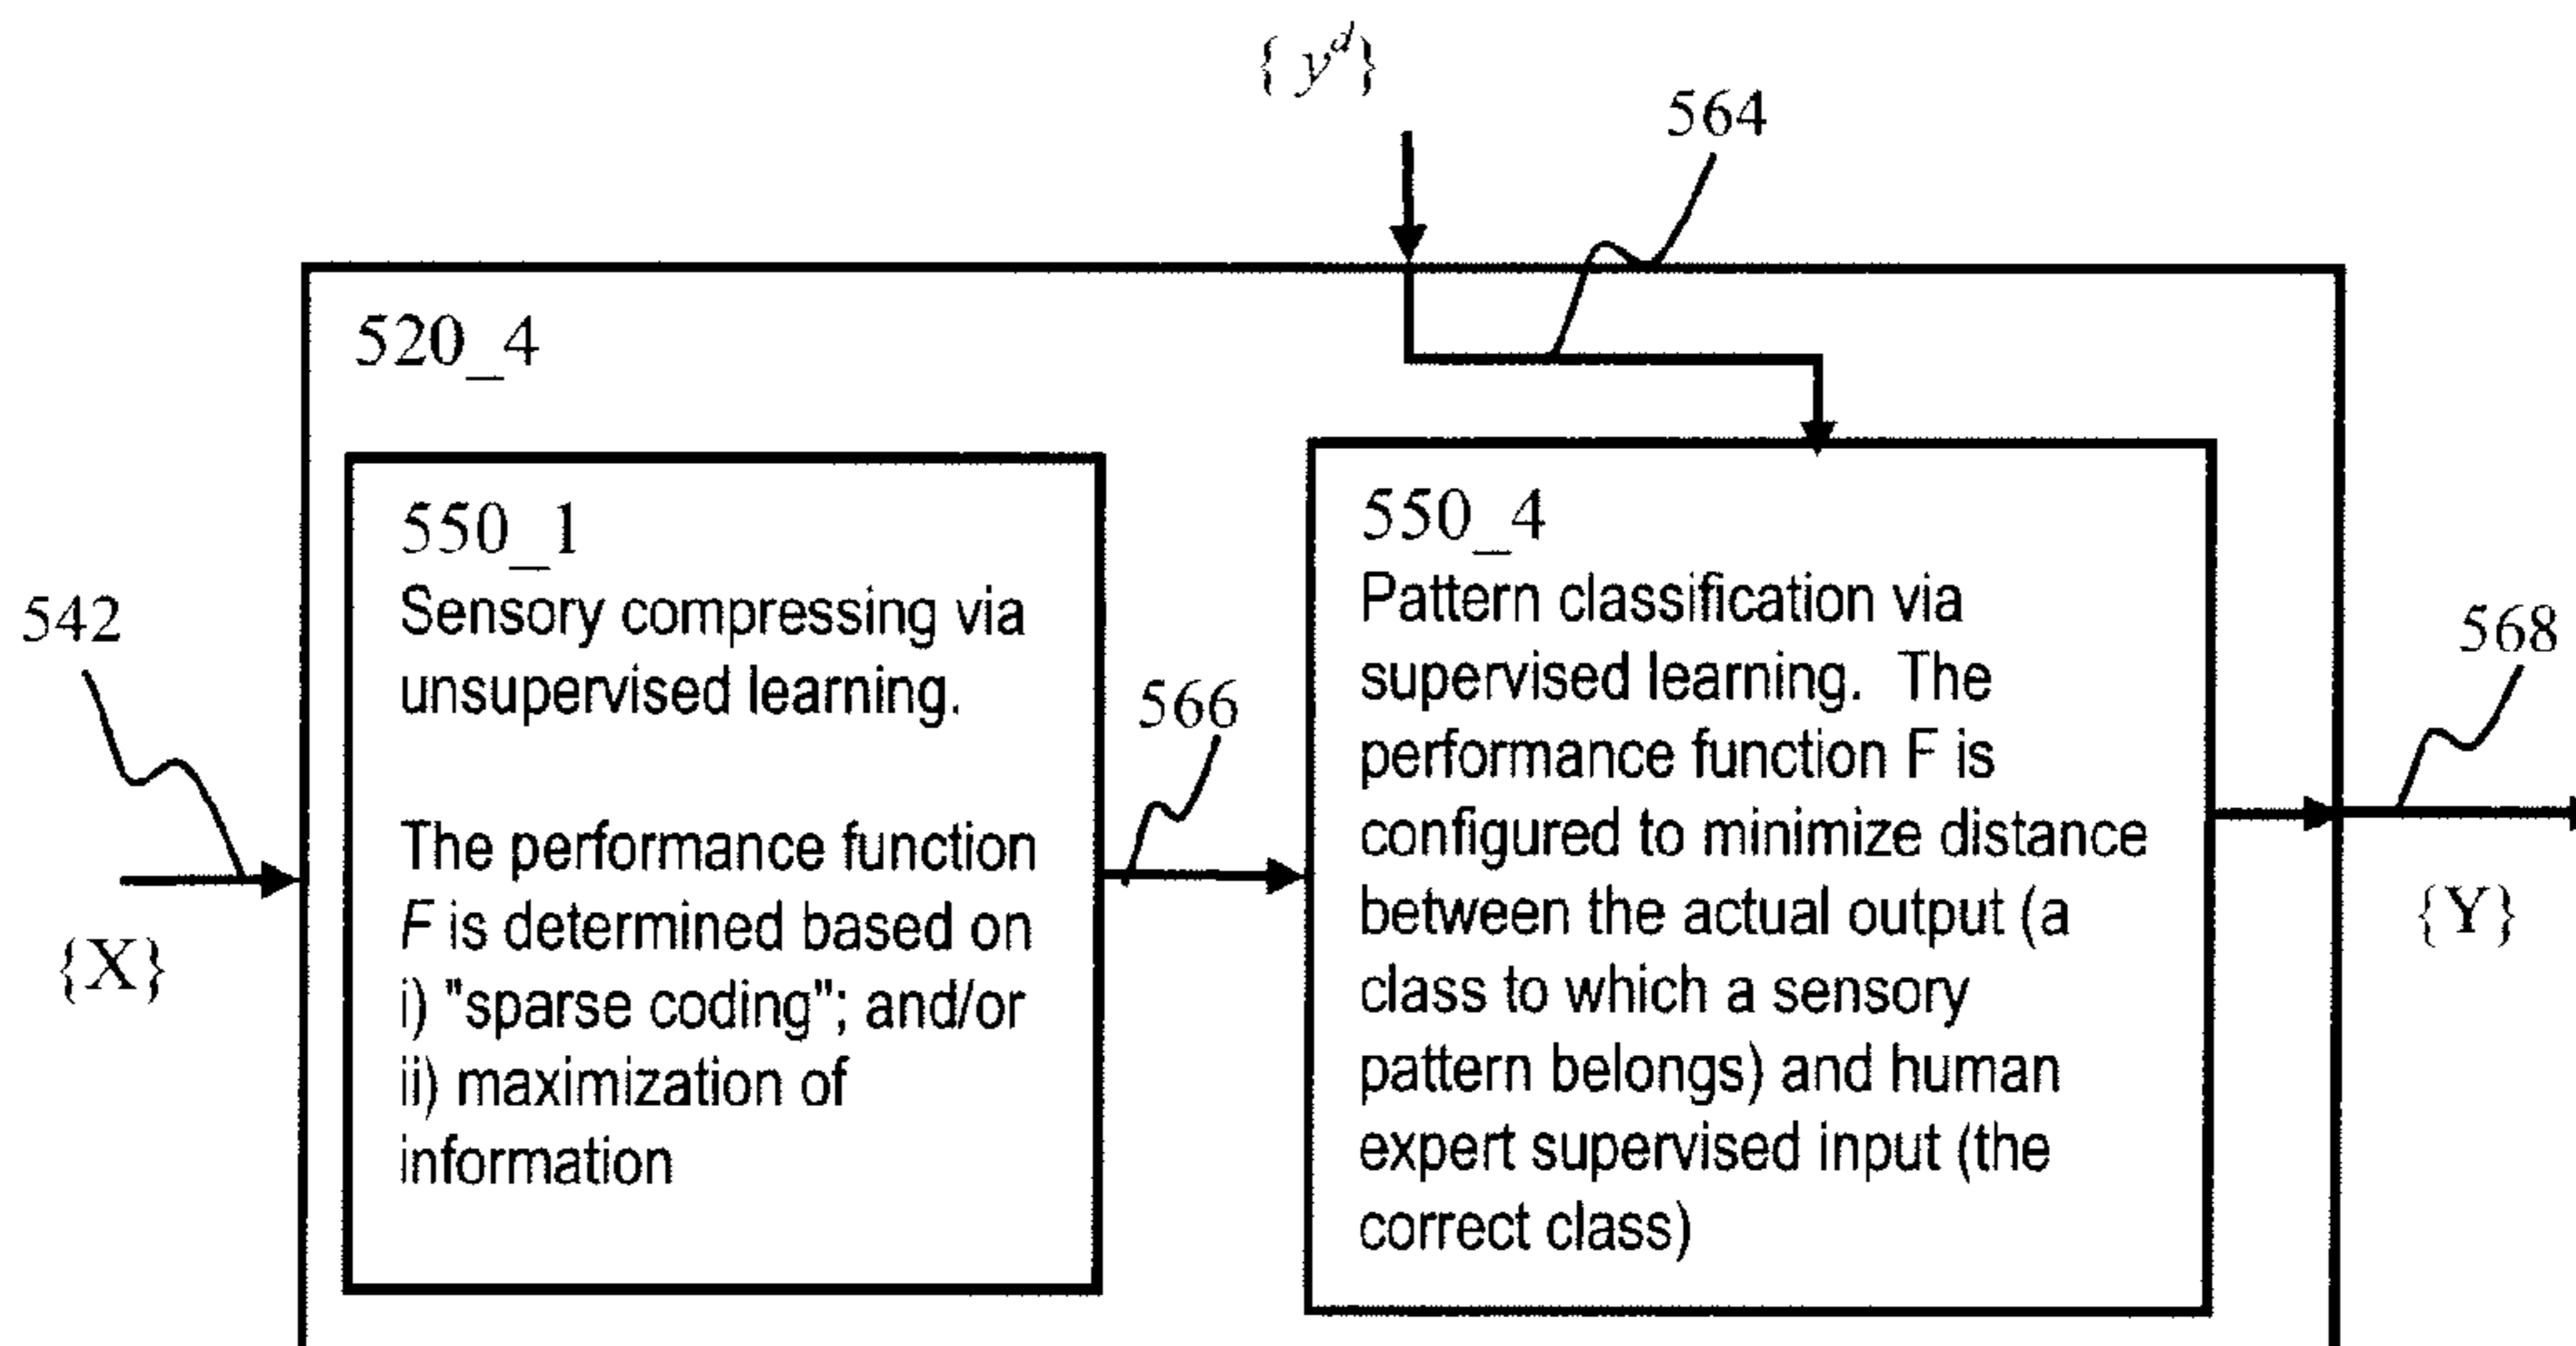 { y^d}
564
520_4
550_1
Sensory compressing via
unsupervised learning.
The performance function
F is determined based on
i) "sparse coding"; and/or
ii) maximization of
information
550_4
Pattern classification via
supervised learning. The
performance function F is
configured to minimize distance
between the actual output (a
class to which a sensory
pattern belongs) and human
expert supervised input (the
correct class)
542
{X}
566
568
{Y}